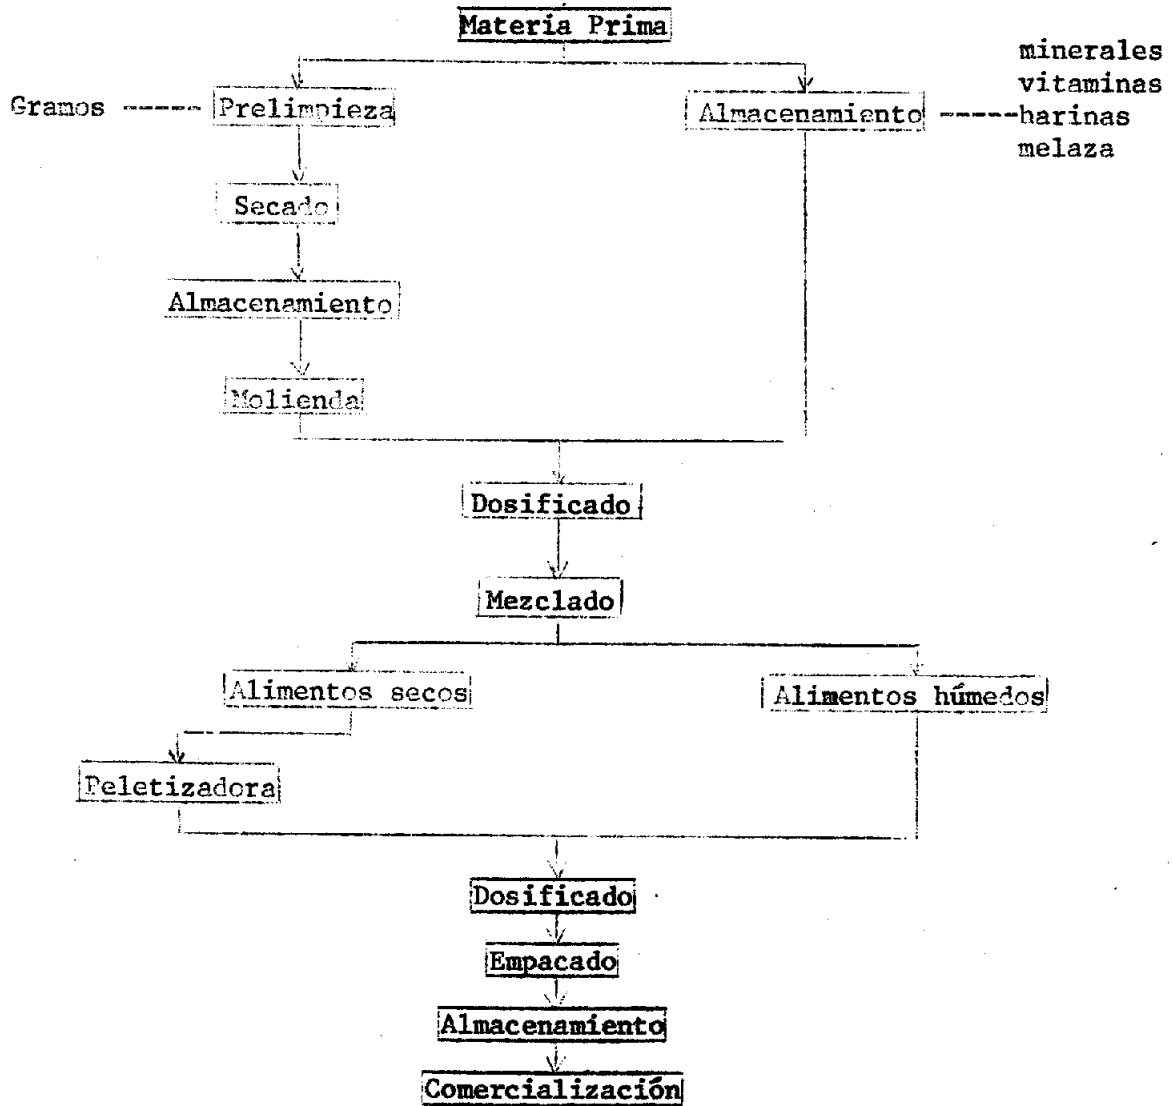 Materia Prima
minerales
vitaminas
harinas
melaza
Gramos
Prelimpieza
Almacenamiento
Secado
Almacenamiento
Molienda
Dosificado
Mezclado
Alimentos secos
Alimentos húmedos
Peletizadora
Dosificado
Empacado
Almacenamiento
Comercialización